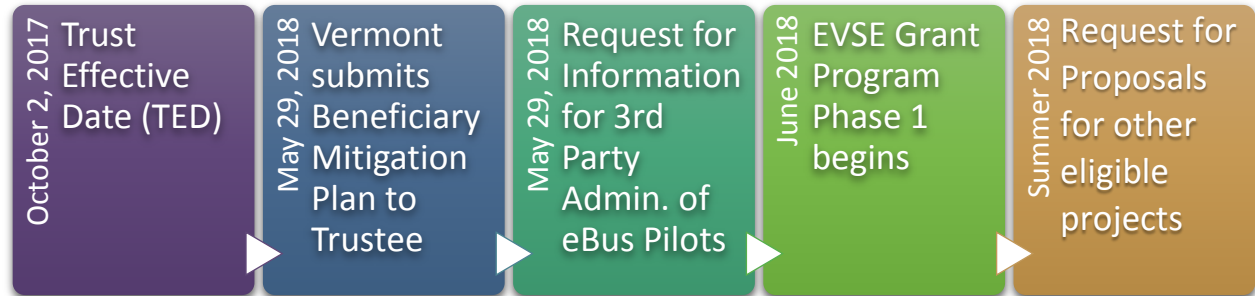 October 2, 2017
Trust
Effective
Date (TED)
May 29, 2018
Vermont
submits
Beneficiary
Mitigation
Plan to
Trustee
May 29, 2018
Request for
Information
for 3rd
Party
Admin. of
eBus Pilots
June 2018
EVSE Grant
Program
Phase 1
begins
Summer 2018
Request for
Proposals
for other
eligible
projects